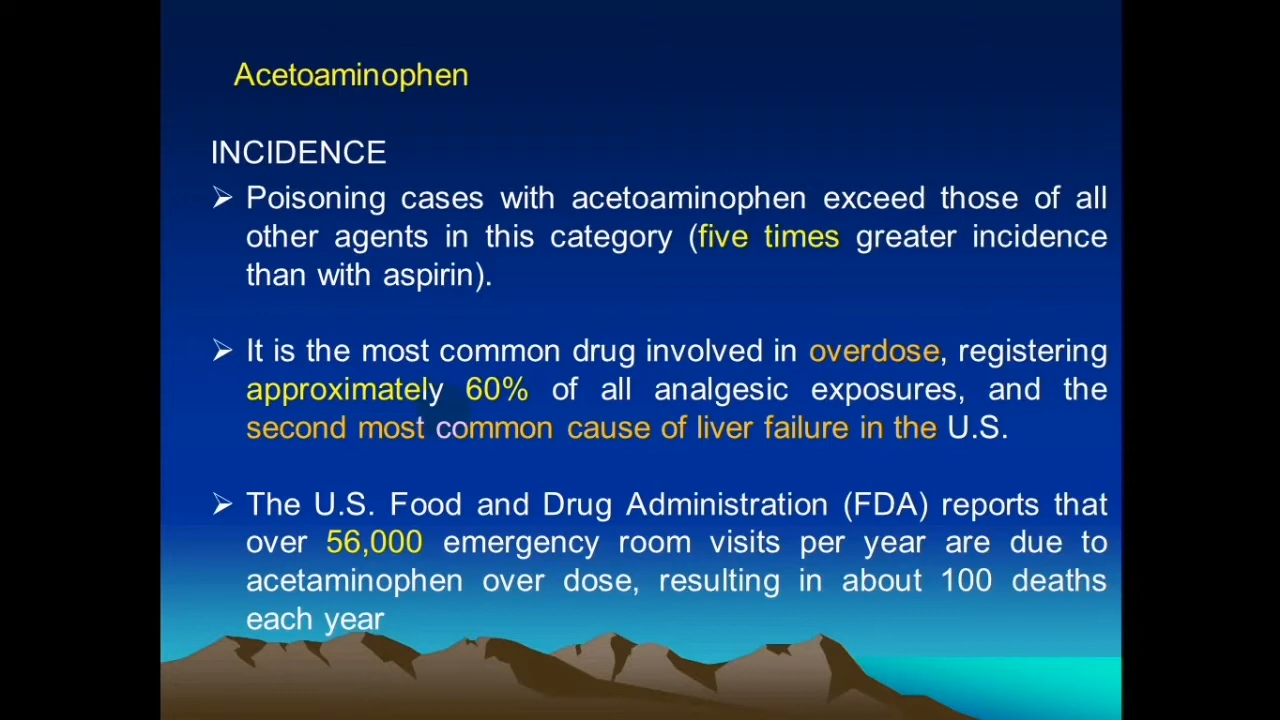 Acetoaminophen
INCIDENCE
➢ Poisoning cases with acetoaminophen exceed those of all
other agents in this category (five times greater incidence
than with aspirin).
➢ It is the most common drug involved in overdose, registering
approximately 60% of all analgesic exposures, and the
second most common cause of liver failure in the U.S.
➢ The U.S. Food and Drug Administration (FDA) reports that
over 56,000 emergency room visits per year are due to
acetaminophen over dose, resulting in about 100 deaths
each year